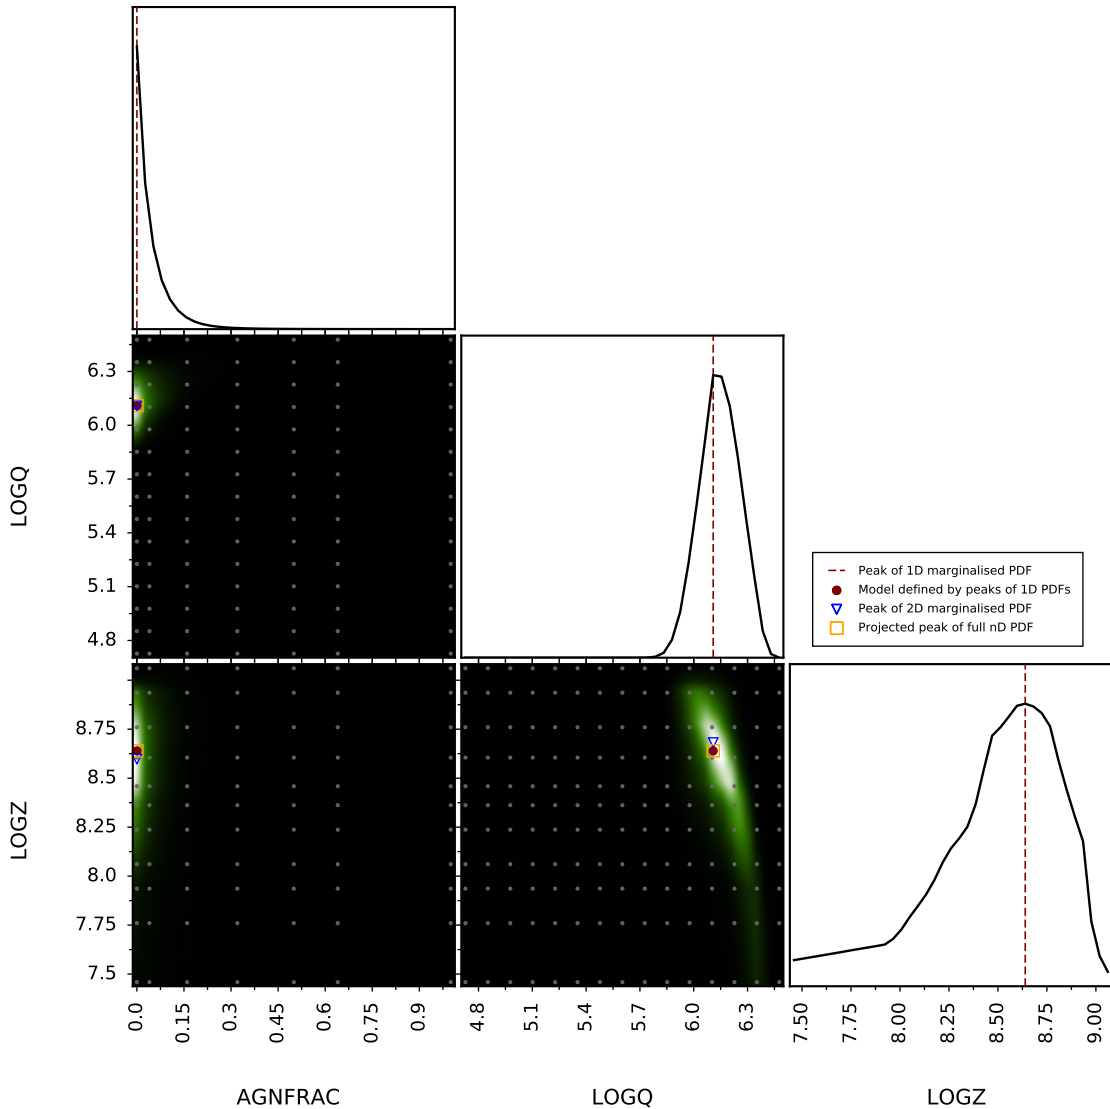 6.3
6.0
5.7
5.4
5.1
4.8
LOGQ
Peak of 1D marginalised PDF
Model defined by peaks of 1D PDFs
Peak of 2D marginalised PDF
Projected peak of full nD PDF
8.75
8.5
8.25
8.0
7.75
7.5
LOGZ
0.0 0.15 0.3 0.45 0.6 0.75 0.9
4.8 5.1 5.4 5.7 6.0 6.3
7.50 7.75 8.00 8.25 8.50 8.75 9.00
AGNFRAC LOGQ LOGZ